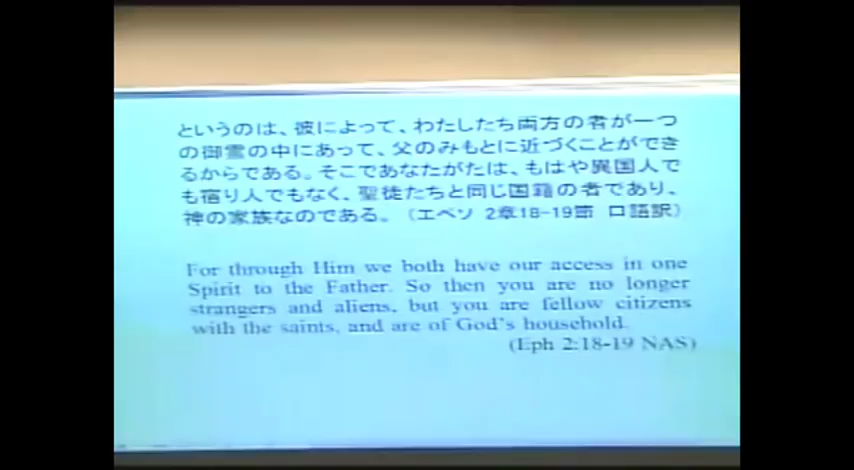 というのは、彼によって、わたしたち両方の者が一つ
の御霊の中にあって、父のみもとに近づくことができ
るからである。そこであなたがたは、もはや異国人で
も宿り人でもなく、聖徒たちと同じ国籍の者であり、
神の家族なのである。（エペソ 2章18-19節 口語訳）
For through Him we both have our access in one
Spirit to the Father. So then you are no longer
strangers and aliens, but you are fellow citizens
with the saints, and are of God's household.
(Eph 2:18-19 NAS)